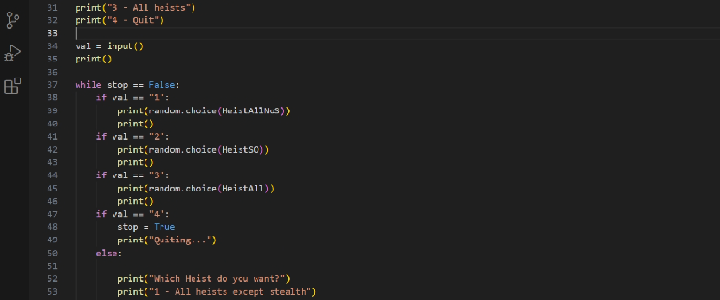 31 print("3 - All heists")
32 print("4 - Quit")
33
34 val = input()
35 print()
36
37 while stop == False:
38 if val == "1":
39 print(random.choice(HeistAllNoS))
40 print()
41 if val == "2":
42 print(random.choice(HeistSO))
43 print()
44 if val == "3":
45 print(random.choice(HeistAll))
46 print()
47 if val == "4":
48 stop = True
49 print("Quiting...")
50 else:
51
52 print("Which Heist do you want?")
53 print("1 - All heists except stealth")